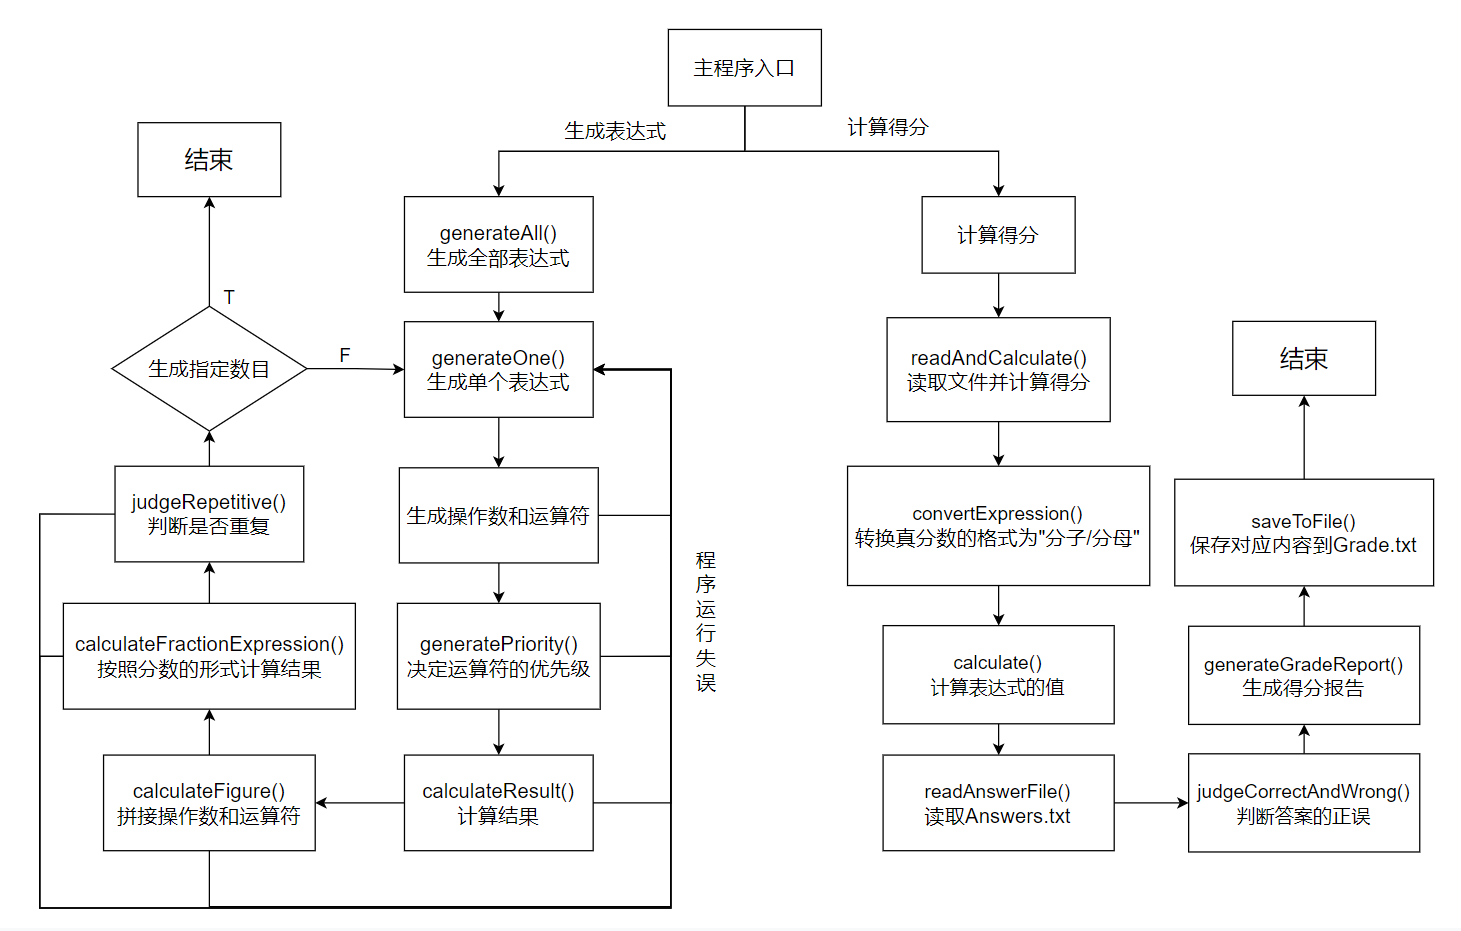 主程序入口
生成表达式
计算得分
结束
generateAll()
生成全部表达式
计算得分
T
生成指定数目
F
generateOne()
生成单个表达式
readAndCalculate()
读取文件并计算得分
结束
judgeRepetitive()
判断是否重复
生成操作数和运算符
程
序
运
行
失
误
convertExpression()
转换真分数的格式为"分子/分母"
saveToFile()
保存对应内容到Grade.txt
calculateFractionExpression()
按照分数的形式计算结果
generatePriority()
决定运算符的优先级
calculate()
计算表达式的值
generateGradeReport()
生成得分报告
calculateFigure()
拼接操作数和运算符
calculateResult()
计算结果
readAnswerFile()
读取Answers.txt
judgeCorrectAndWrong()
判断答案的正误